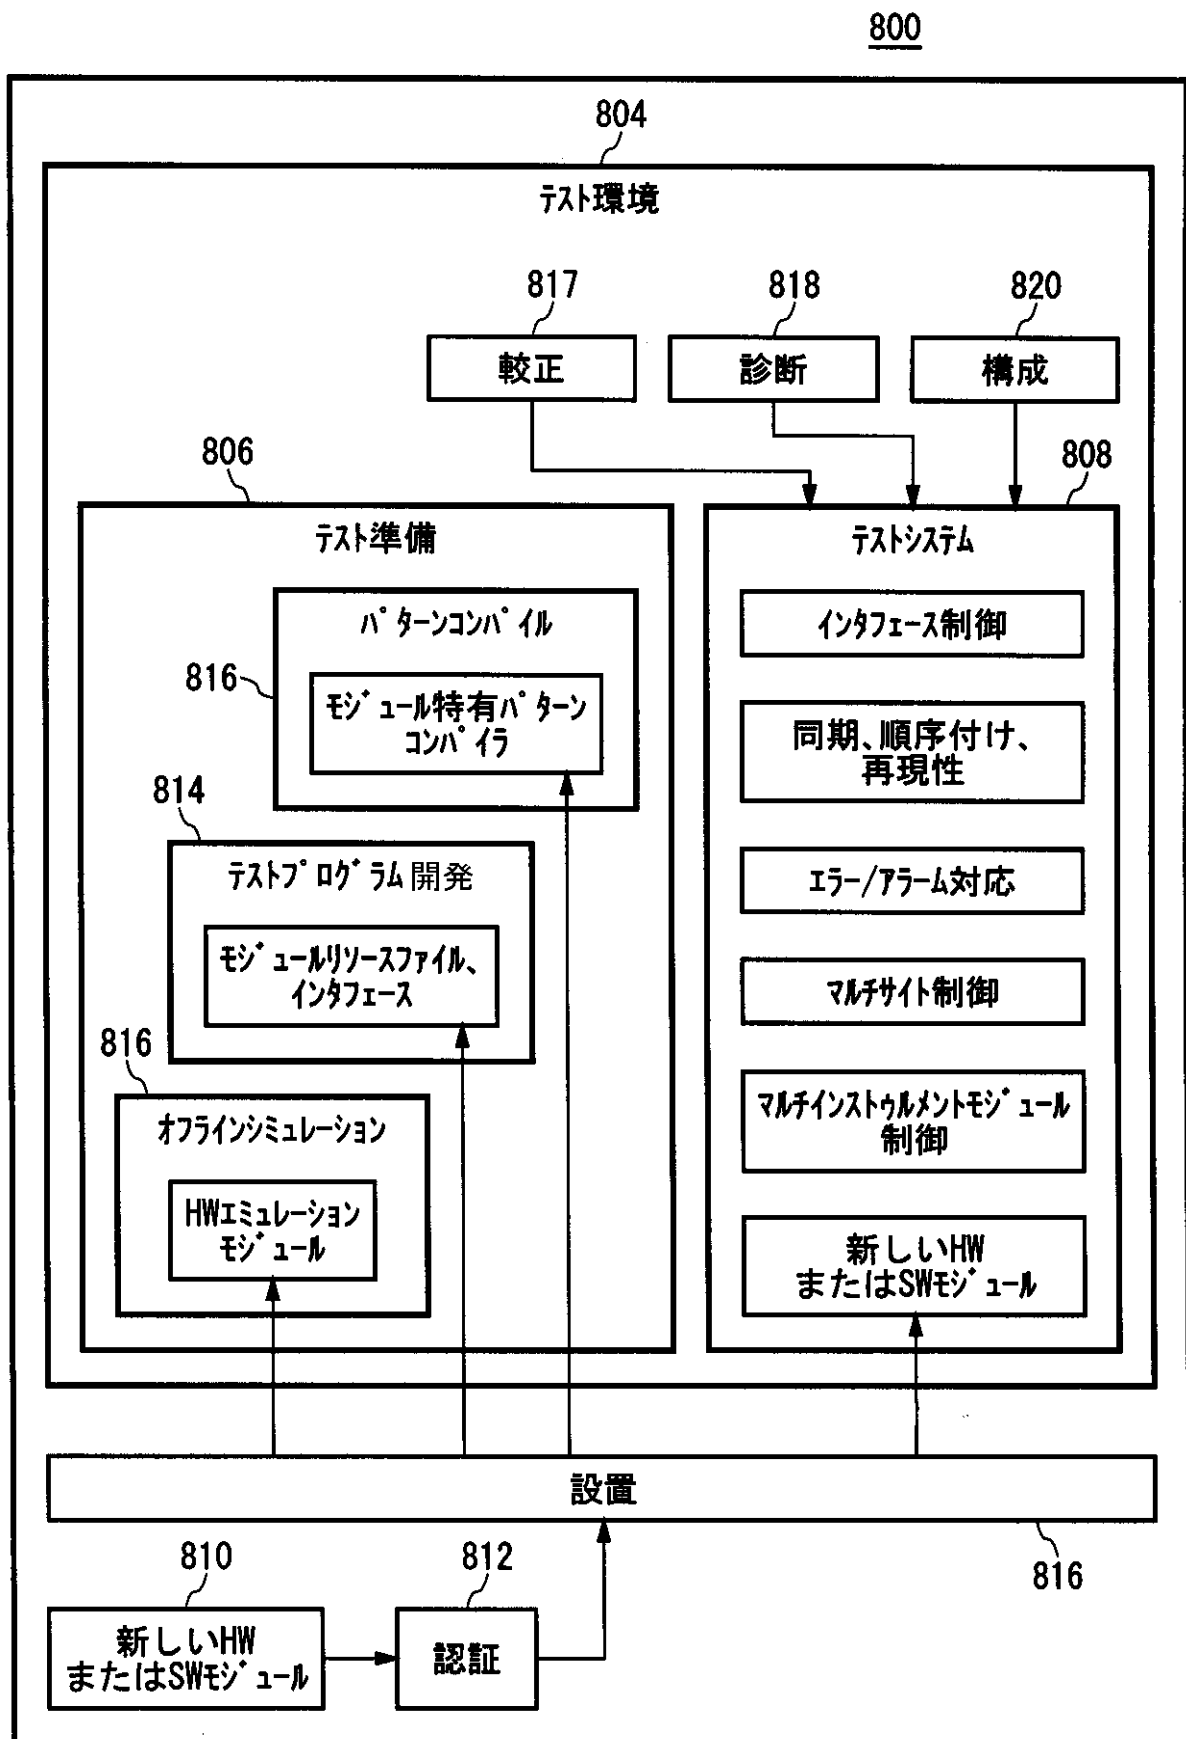 800
804
テスト環境
817
818
820
較正
診断
構成
806
808
テスト準備
テストシステム
パターンコンパイル
816
モジュール特有パターン
コンパイラ
814
テストプログラム開発
モジュールリソースファイル、
インタフェース
816
オフラインシミュレーション
HWエミュレーション
モジュール
インタフェース制御
同期、順序付け、
再現性
エラー/アラーム対応
マルチサイト制御
マルチインストゥルメントモジュール
制御
新しいHW
またはSWモジュール
設置
816
810
812
新しいHW
またはSWモジュール
認証